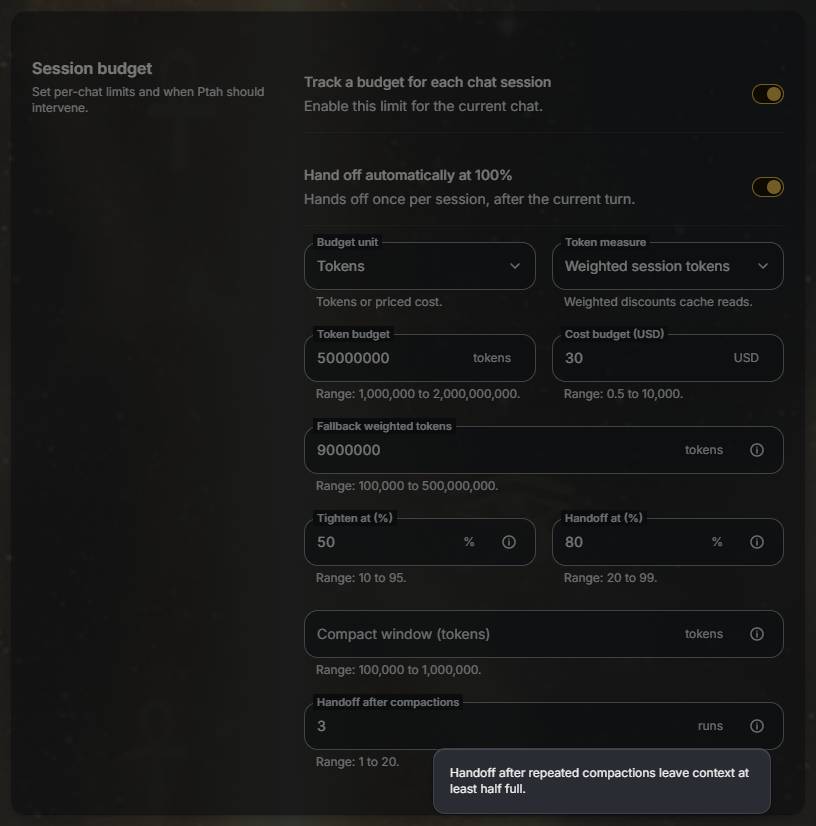 Session budget
Set per-chat limits and when Ptah should
intervene.
Track a budget for each chat session
Enable this limit for the current chat.
Hand off automatically at 100%
Hands off once per session, after the current turn.
Budget unit
Tokens
Tokens or priced cost.
Token measure
Weighted session tokens
Weighted discounts cache reads.
Token budget
50000000 tokens
Range: 1,000,000 to 2,000,000,000.
Cost budget (USD)
30 USD
Range: 0.5 to 10,000.
Fallback weighted tokens
9000000 tokens
Range: 100,000 to 500,000,000.
Tighten at (%)
50 %
Range: 10 to 95.
Handoff at (%)
80 %
Range: 20 to 99.
Compact window (tokens) tokens
Range: 100,000 to 1,000,000.
Handoff after compactions
3 runs
Range: 1 to 20.
Handoff after repeated compactions leave context at
least half full.